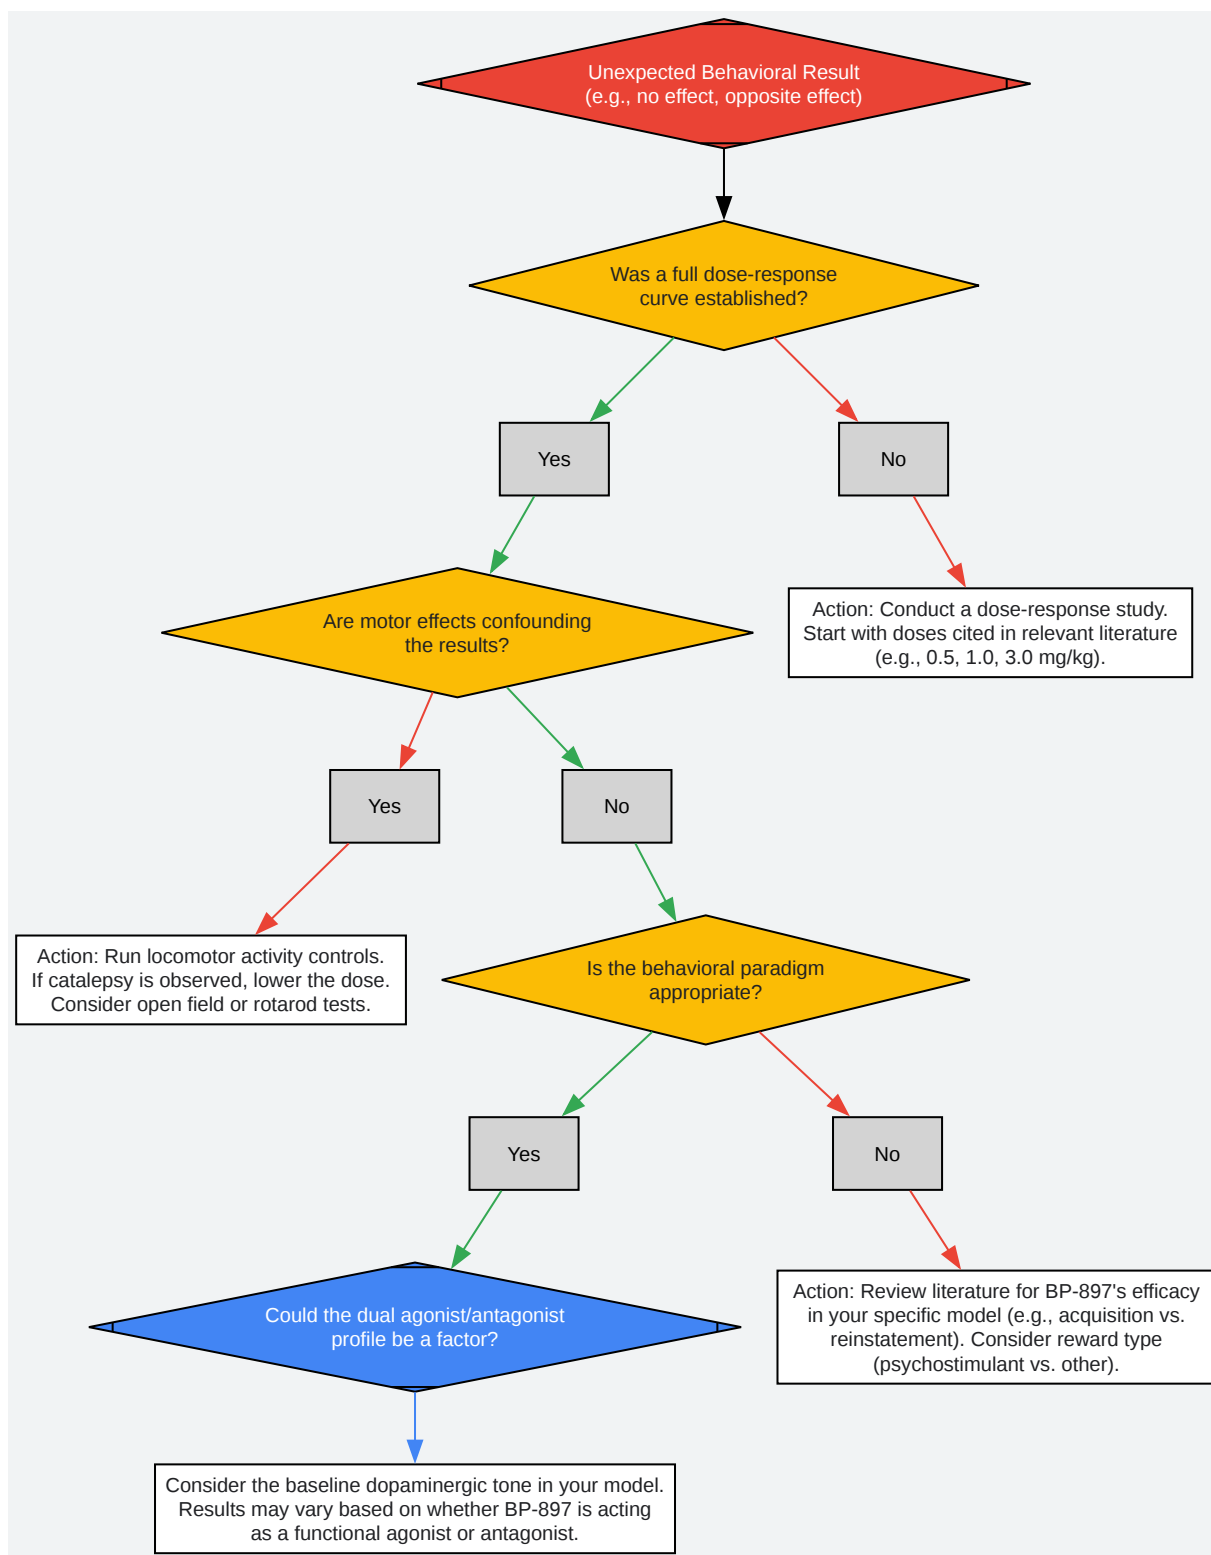 Unexpected Behavioral Result
(e.g., no effect, opposite effect)
Was a full dose-response
curve established?
Yes
No
Are motor effects confounding
the results?
Action: Conduct a dose-response study.
Start with doses cited in relevant literature
(e.g., 0.5, 1.0, 3.0 mg/kg).
Yes
No
Action: Run locomotor activity controls.
If catalepsy is observed, lower the dose.
Consider open field or rotarod tests.
Is the behavioral paradigm
appropriate?
Yes
No
Could the dual agonist/antagonist
profile be a factor?
Action: Review literature for BP-897's efficacy
in your specific model (e.g., acquisition vs.
reinstatement). Consider reward type
(psychostimulant vs. other).
Consider the baseline dopaminergic tone in your model.
Results may vary based on whether BP-897 is acting
as a functional agonist or antagonist.